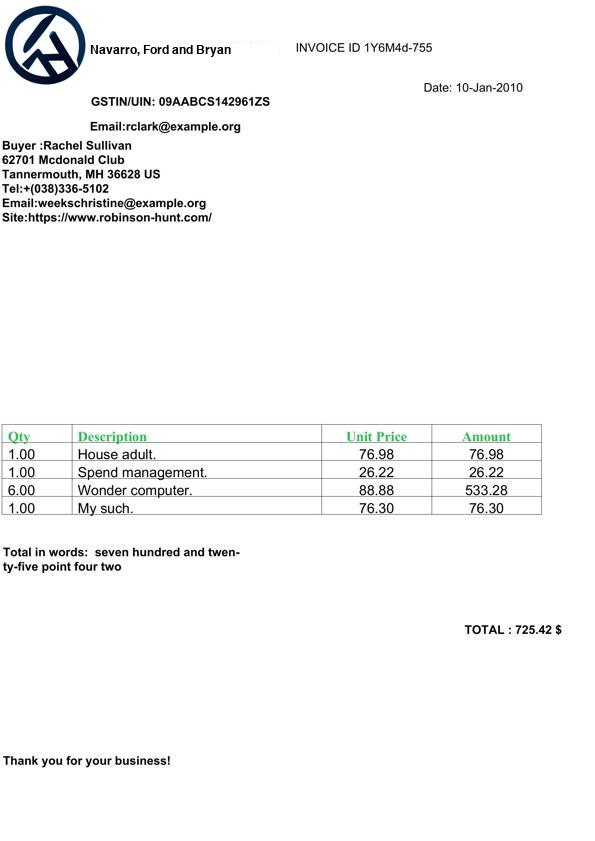 Navarro, Ford and Bryan
INVOICE ID 1Y6M4d-755
Date: 10-Jan-2010
GSTIN/UIN: 09AABCS142961ZS
Email:rclark@example.org
Buyer :Rachel Sullivan
62701 Mcdonald Club
Tannermouth, MH 36628 US
Tel:+(038)336-5102
Email:weekschristine@example.org
Site:https://www.robinson-hunt.com/
Qty Description Unit Price Amount
1.00 House adult. 76.98 76.98
1.00 Spend management. 26.22 26.22
6.00 Wonder computer. 88.88 533.28
1.00 My such. 76.30 76.30
Total in words: seven hundred and twen-
ty-five point four two
TOTAL : 725.42 $
Thank you for your business!